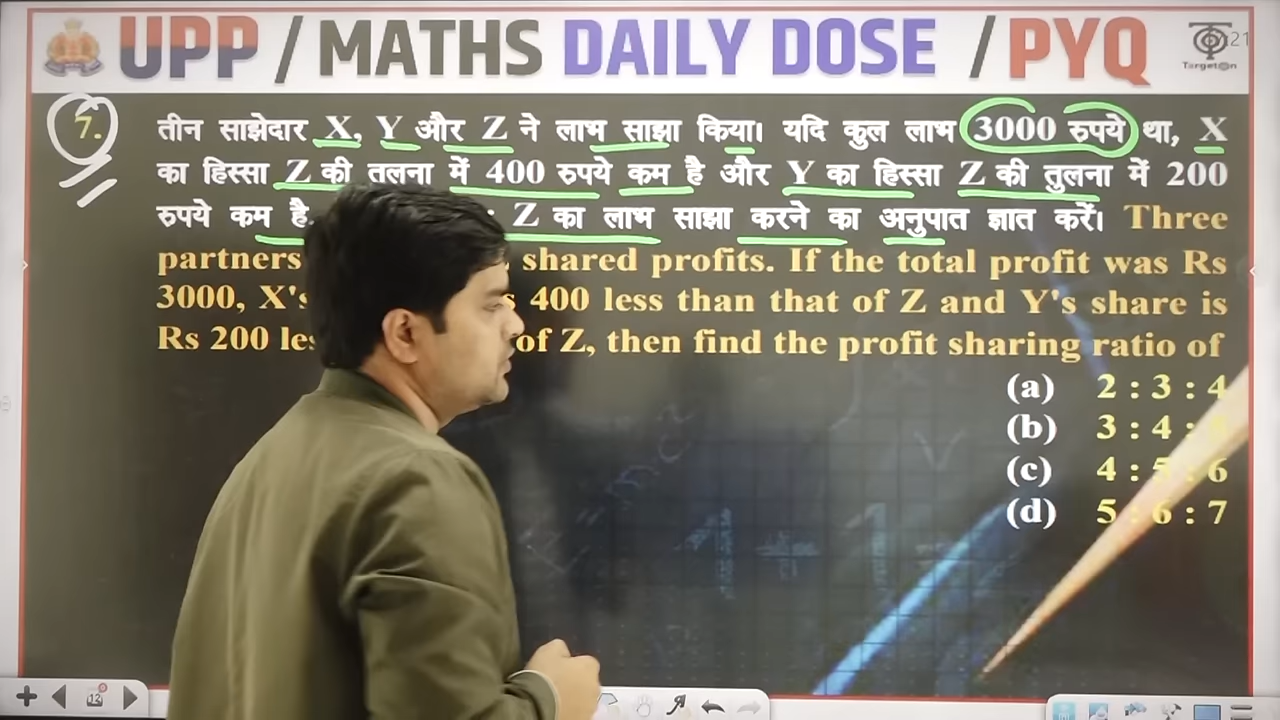 UPP / MATHS DAILY DOSE / PYQ
Target@n
7. तीन साझेदार X, Y और Z ने लाभ साझा किया। यदि कुल लाभ 3000 रुपये था, X
का हिस्सा Z की तुलना में 400 रुपये कम है और Y का हिस्सा Z की तुलना में 200
रुपये कम है Z का लाभ साझा करने का अनुपात ज्ञात करें। Three
partners shared profits. If the total profit was Rs
3000, 400 less than that of Z and Y's share is
Rs 200 of Z, then find the profit sharing ratio of
(a) 2 : 3 : 4
(b) 3 : 4 :
(c) 4 : 5 : 6
(d) 5 : 6 : 7